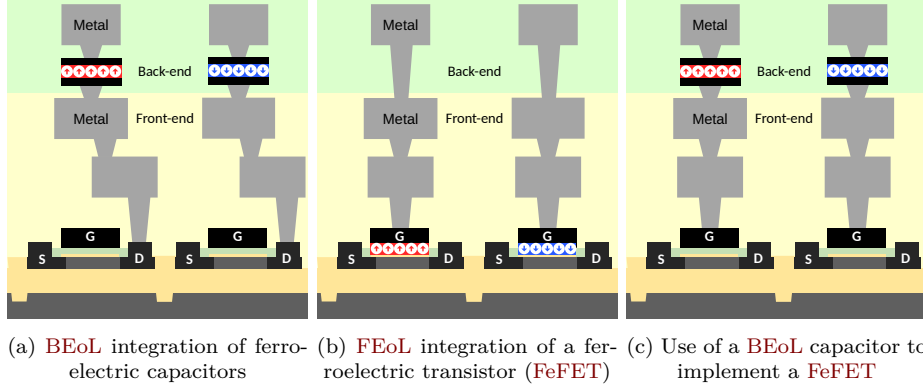 Metal
Back-end
Metal
Front-end
G
G
S
D
S
D
Metal
Back-end
Metal
Front-end
G
G
S
D
S
D
Metal
Back-end
Metal
Front-end
G
G
S
D
S
D
(a) BEoL integration of ferro-
electric capacitors
(b) FEoL integration of a fer-
roelectric transistor (FeFET)
(c) Use of a BEoL capacitor to
implement a FeFET